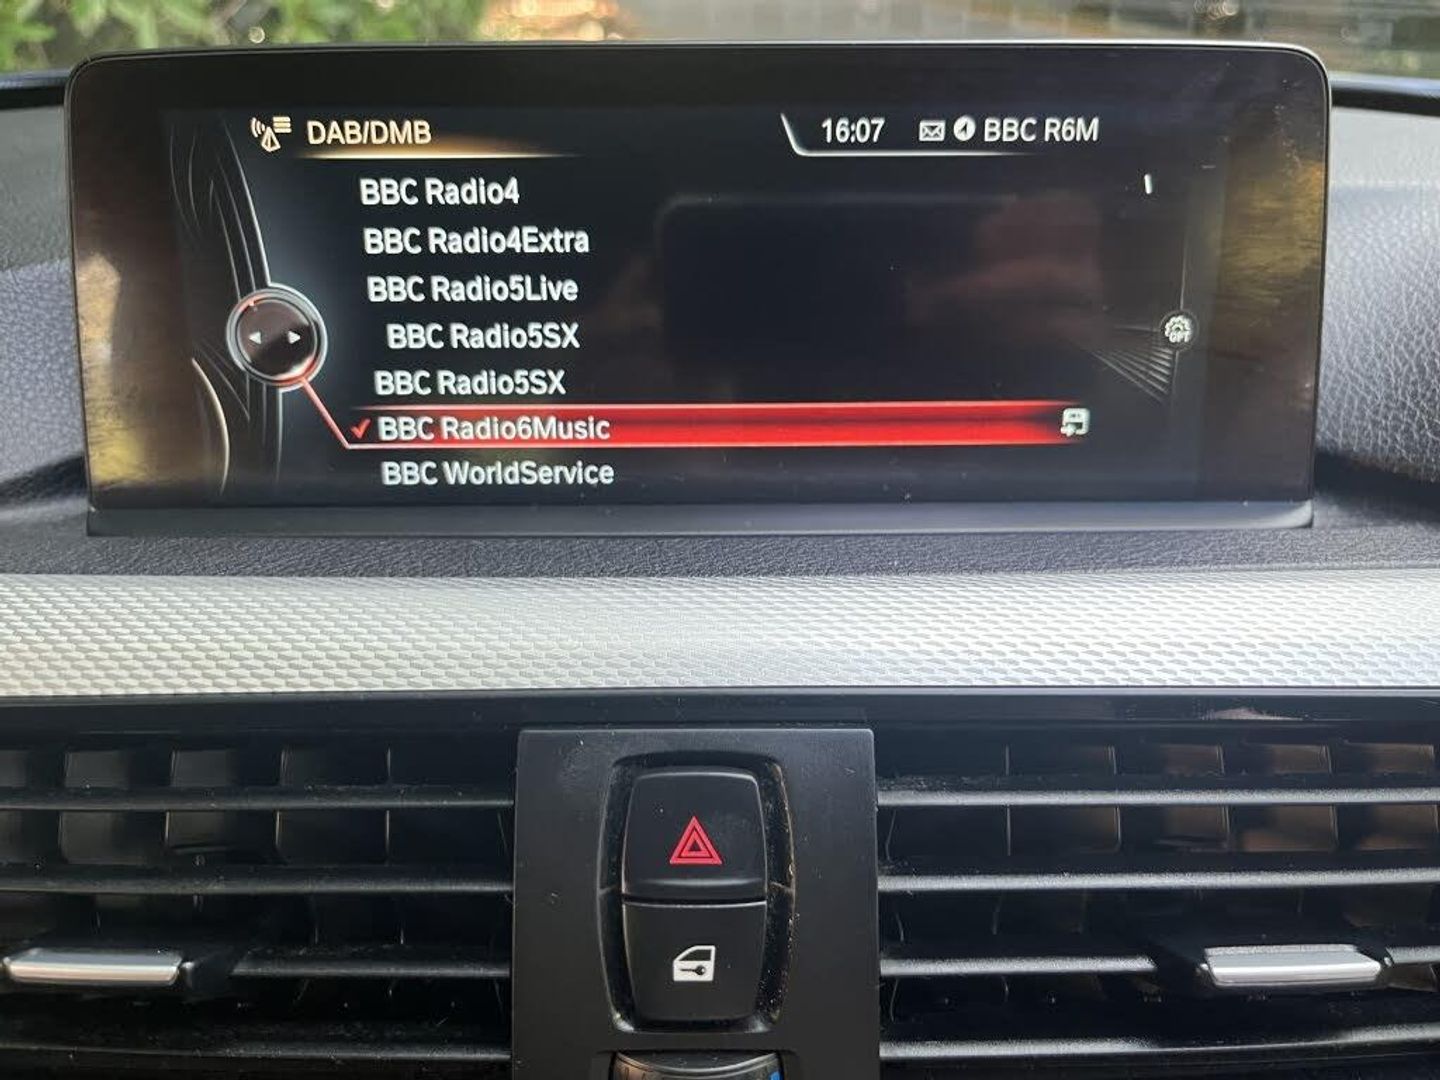 DAB/DMB
16:07 BBC R6M
BBC Radio4
BBC Radio4Extra
BBC Radio5Live
BBC Radio5SX
BBC Radio5SX
BBC Radio6Music
BBC WorldService
OPT